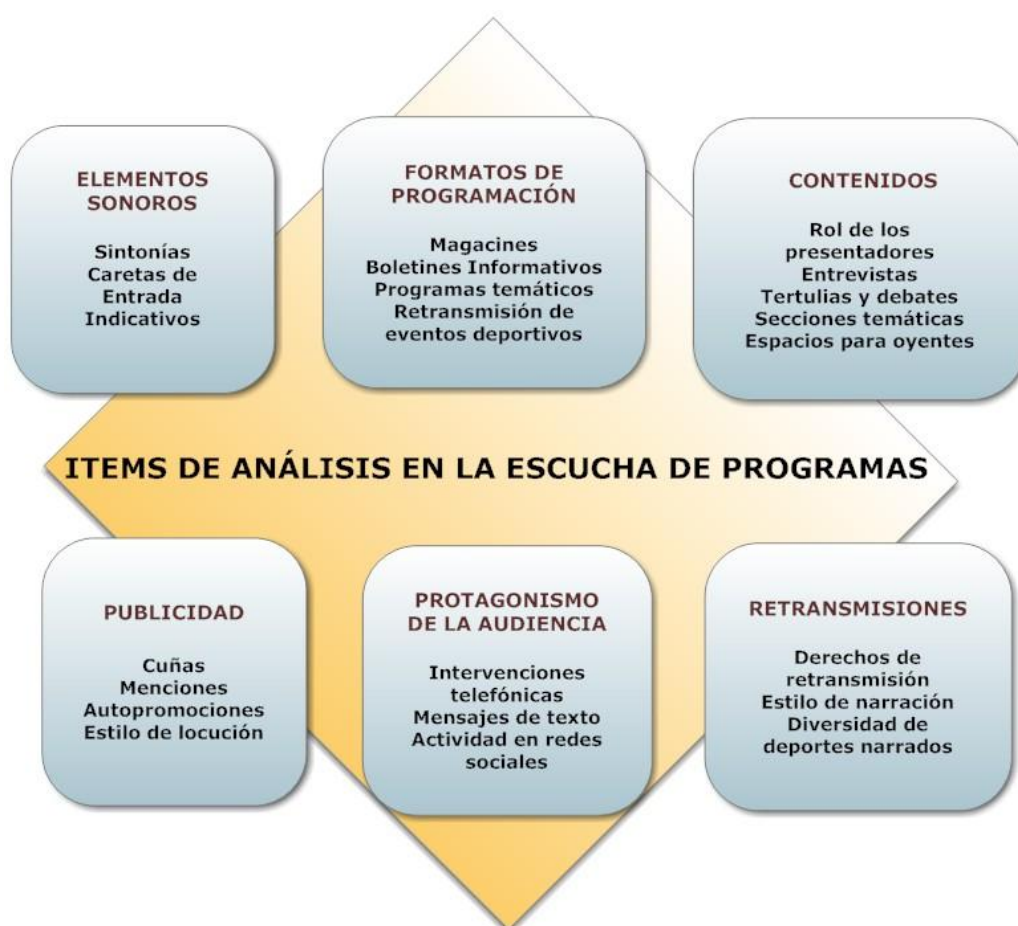 ELEMENTOS
SONOROS
Sintonías
Caretas de
Entrada
Indicativos
FORMATOS DE
PROGRAMACIÓN
Magacines
Boletines Informativos
Programas temáticos
Retransmisión de
eventos deportivos
CONTENIDOS
Rol de los
presentadores
Entrevistas
Tertulias y debates
Secciones temáticas
Espacios para oyentes
ITEMS DE ANÁLISIS EN LA ESCUCHA DE PROGRAMAS
PUBLICIDAD
Cuñas
Menciones
Autopromociones
Estilo de locución
PROTAGONISMO
DE LA AUDIENCIA
Intervenciones
telefónicas
Mensajes de texto
Actividad en redes
sociales
RETRANSMISIONES
Derechos de
retransmisión
Estilo de narración
Diversidad de
deportes narrados